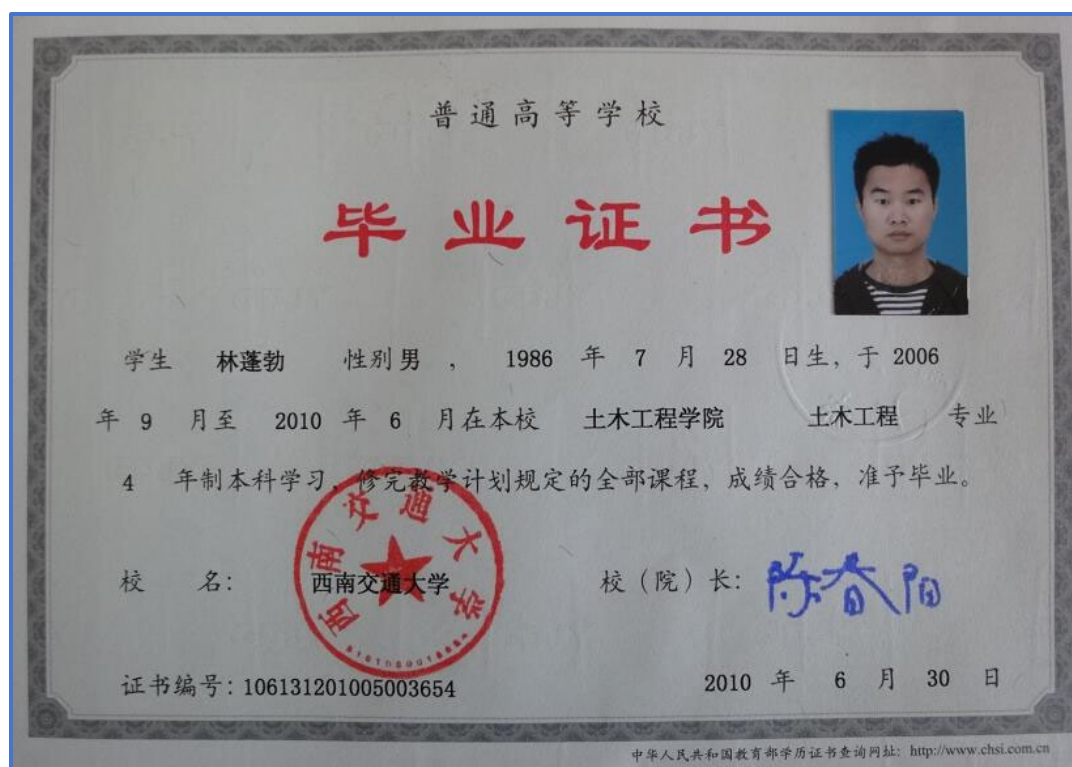 普通高等学校
毕业证书
学生 林蓬勃 性别 男 , 1986 年 7 月 28 日生，于 2006
年 9 月至 2010 年 6 月在本校 土木工程学院 土木工程 专业
4 年制本科学习，修完教学计划规定的全部课程，成绩合格，准予毕业。
西南交通大学
校 名： 西南交通大学 校（院）长： 陈春阳
证书编号：106131201005003654 2010 年 6 月 30 日
中华人民共和国教育部学历证书查询网址：http://www.chsi.com.cn